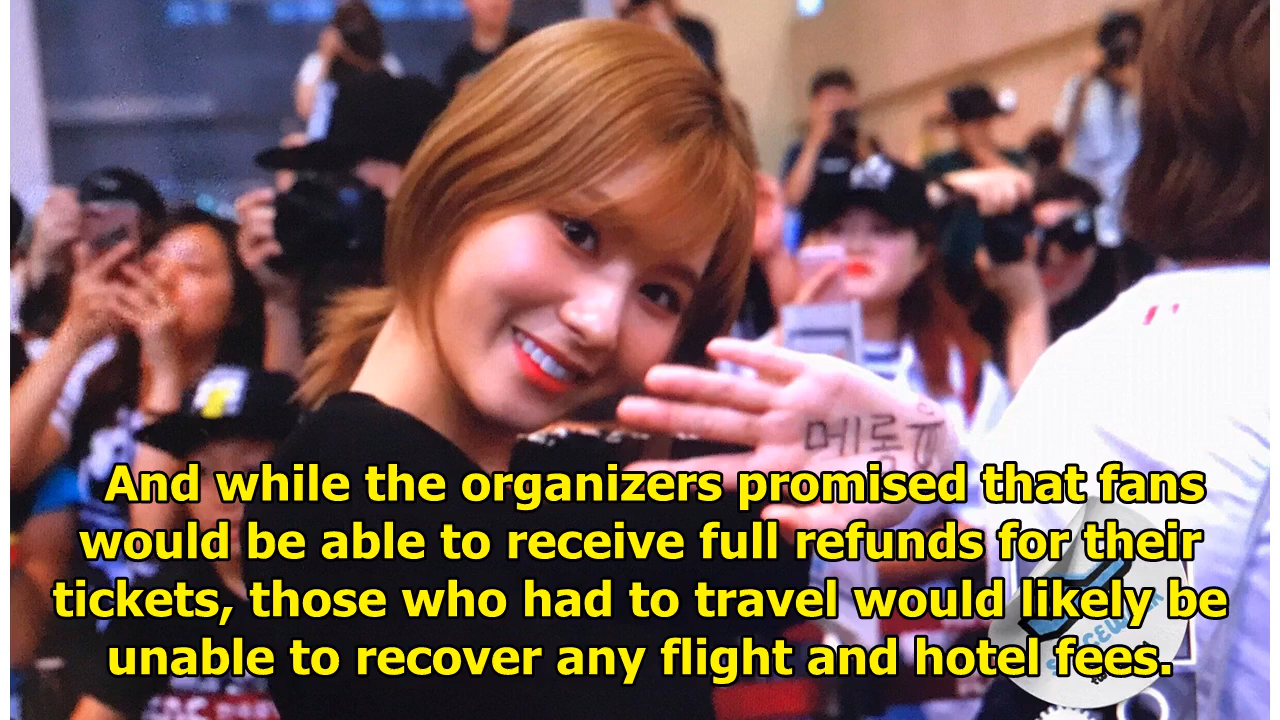 메롱
And while the organizers promised that fans
would be able to receive full refunds for their
tickets, those who had to travel would likely be
unable to recover any flight and hotel fees.